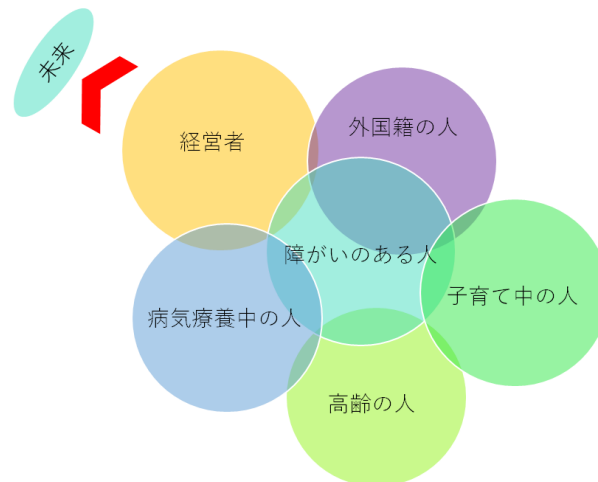 未来
経営者
外国籍の人
障がいのある人
子育て中の人
病気療養中の人
高齢の人